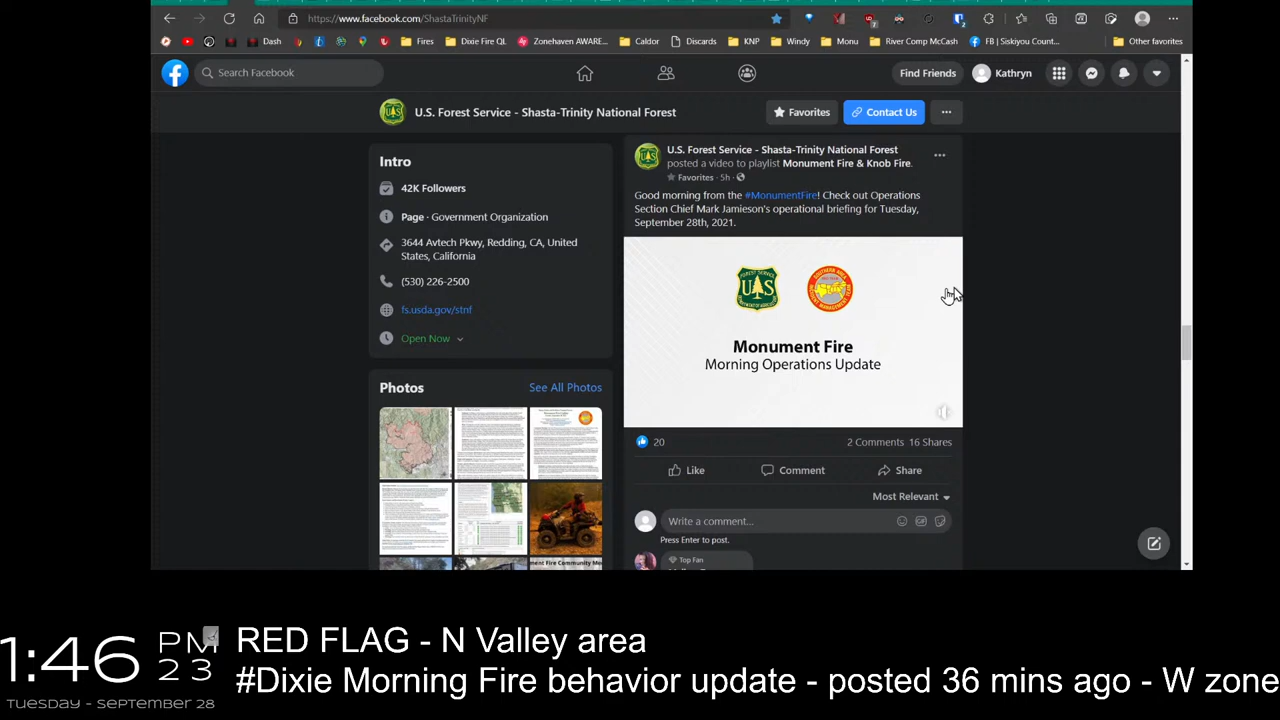 https://www.facebook.com/ShastaTrinityNF
Dash
Fires
Dixie Fire QL
Zonehaven AWARE...
Caldor
Discards
KNP
Windy
Monu
River Comp McCash
FB | Siskiyou Count...
Other favorites
Search Facebook
Find Friends
Kathryn
U.S. Forest Service - Shasta-Trinity National Forest
Favorites
Contact Us
Intro
42K Followers
Page · Government Organization
3644 Avtech Pkwy, Redding, CA, United
States, California
(530) 226-2500
fs.usda.gov/stnf
Open Now
Photos
See All Photos
U.S. Forest Service - Shasta-Trinity National Forest
posted a video to playlist Monument Fire & Knob Fire.
Favorites · 5h ·
Good morning from the #MonumentFire! Check out Operations
Section Chief Mark Jamieson's operational briefing for Tuesday,
September 28th, 2021.
U S
Monument Fire
Morning Operations Update
20
2 Comments 16 Shares
Like
Comment
Share
Most Relevant
Write a comment...
Press Enter to post.
Top Fan
1:46
PM
23
TUESDAY - SEPTEMBER 28
RED FLAG - N Valley area
#Dixie Morning Fire behavior update - posted 36 mins ago - W zone